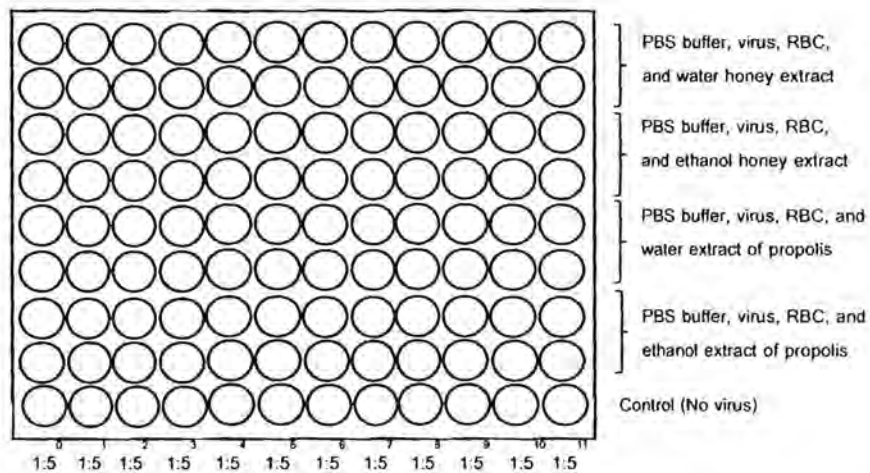 PBS buffer, virus, RBC,
and water honey extract
PBS buffer, virus, RBC,
and ethanol honey extract
PBS buffer, virus, RBC, and
water extract of propolis
PBS buffer, virus, RBC, and
ethanol extract of propolis
Control (No virus)
0 1 2 3 4 5 6 7 8 9 10 11
1:5 1:5 1:5 1:5 1:5 1:5 1:5 1:5 1:5 1:5 1:5 1:5